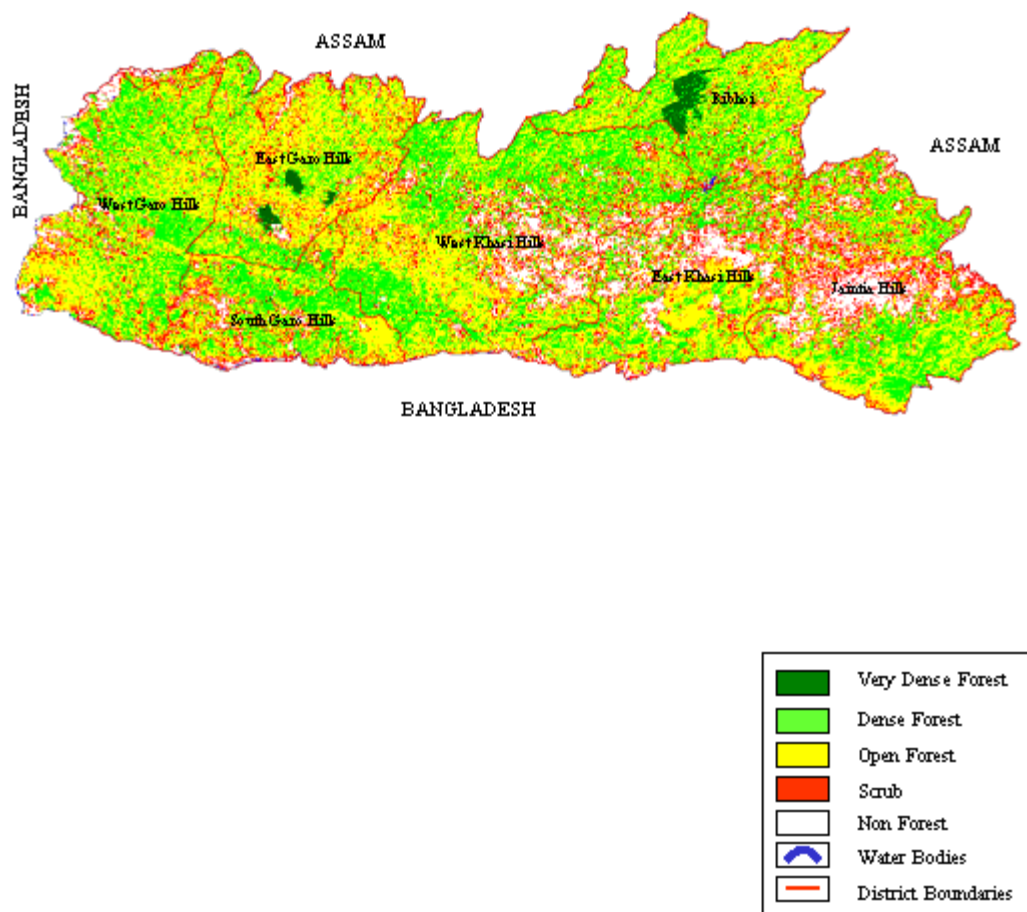 ASSAM
BANGLADESH
Ribhoi
ASSAM
East Garo Hills
West Garo Hills
West Khasi Hills
East Khasi Hills
Jaintia Hills
South Garo Hills
BANGLADESH
Very Dense Forest
Dense Forest
Open Forest
Scrub
Non Forest
Water Bodies
District Boundaries